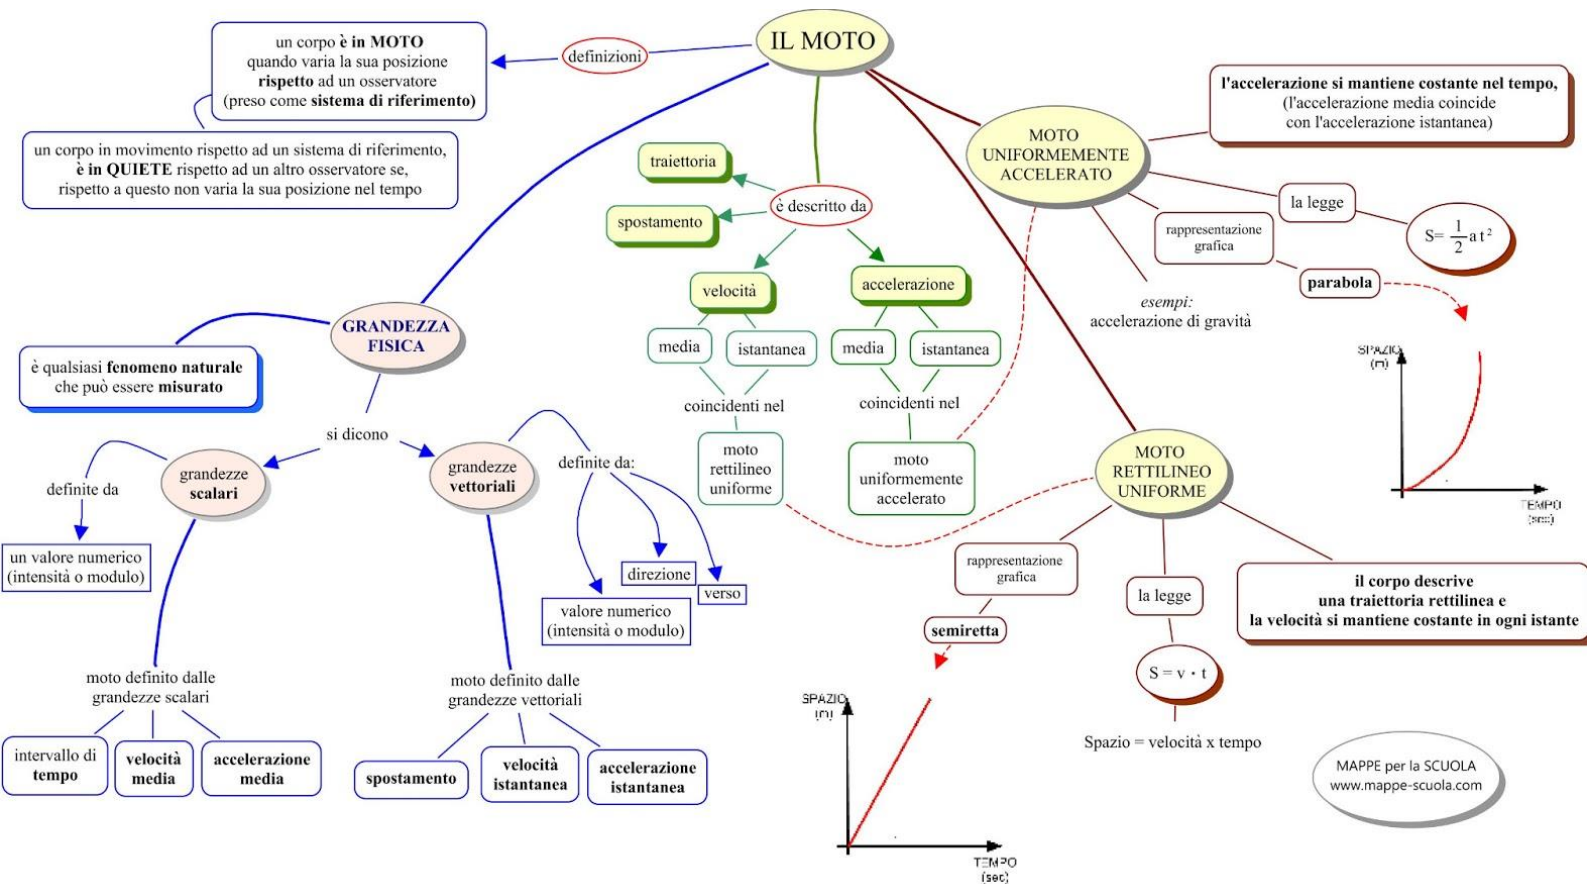 IL MOTO
definizioni
un corpo è in MOTO
quando varia la sua posizione
rispetto ad un osservatore
(preso come sistema di riferimento)
un corpo in movimento rispetto ad un sistema di riferimento,
è in QUIETE rispetto ad un altro osservatore se,
rispetto a questo non varia la sua posizione nel tempo
GRANDEZZA
FISICA
è qualsiasi fenomeno naturale
che può essere misurato
si dicono
grandezze
scalari
definite da
un valore numerico
(intensità o modulo)
moto definito dalle
grandezze scalari
intervallo di
tempo
velocità
media
accelerazione
media
grandezze
vettoriali
definite da:
valore numerico
(intensità o modulo)
direzione
verso
moto definito dalle
grandezze vettoriali
spostamento
velocità
istantanea
accelerazione
istantanea
è descritto da
traiettoria
spostamento
velocità
media
istantanea
coincidenti nel
moto
rettilineo
uniforme
accelerazione
media
istantanea
coincidenti nel
moto
uniformemente
accelerato
MOTO
UNIFORMEMENTE
ACCELERATO
l'accelerazione si mantiene costante nel tempo,
(l'accelerazione media coincide
con l'accelerazione istantanea)
la legge
S= 1/2 a t²
rappresentazione
grafica
parabola
esempi:
accelerazione di gravità
SPAZIO
(m)
TEMPO
(sec)
MOTO
RETTILINEO
UNIFORME
rappresentazione
grafica
semiretta
SPAZIO
(m)
TEMPO
(sec)
la legge
S = v · t
Spazio = velocità x tempo
il corpo descrive
una traiettoria rettilinea e
la velocità si mantiene costante in ogni istante
MAPPE per la SCUOLA
www.mappe-scuola.com